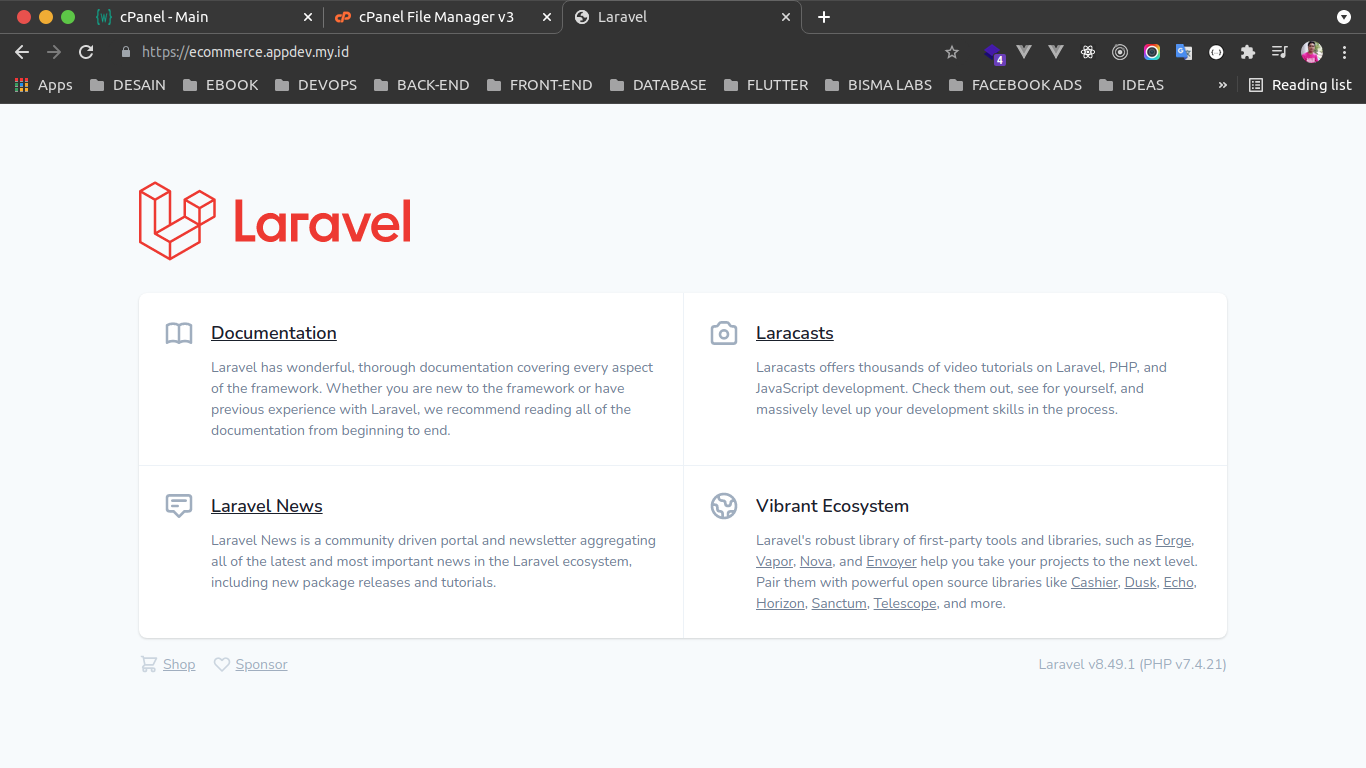 cPanel - Main
cPanel File Manager v3
Laravel
https://ecommerce.appdev.my.id
4
Apps
DESAIN
EBOOK
DEVOPS
BACK-END
FRONT-END
DATABASE
FLUTTER
BISMA LABS
FACEBOOK ADS
IDEAS
»
Reading list
Laravel
Documentation
Laravel has wonderful, thorough documentation covering every aspect
of the framework. Whether you are new to the framework or have
previous experience with Laravel, we recommend reading all of the
documentation from beginning to end.
Laracasts
Laracasts offers thousands of video tutorials on Laravel, PHP, and
JavaScript development. Check them out, see for yourself, and
massively level up your development skills in the process.
Laravel News
Laravel News is a community driven portal and newsletter aggregating
all of the latest and most important news in the Laravel ecosystem,
including new package releases and tutorials.
Vibrant Ecosystem
Laravel's robust library of first-party tools and libraries, such as Forge,
Vapor, Nova, and Envoyer help you take your projects to the next level.
Pair them with powerful open source libraries like Cashier, Dusk, Echo,
Horizon, Sanctum, Telescope, and more.
Shop
Sponsor
Laravel v8.49.1 (PHP v7.4.21)